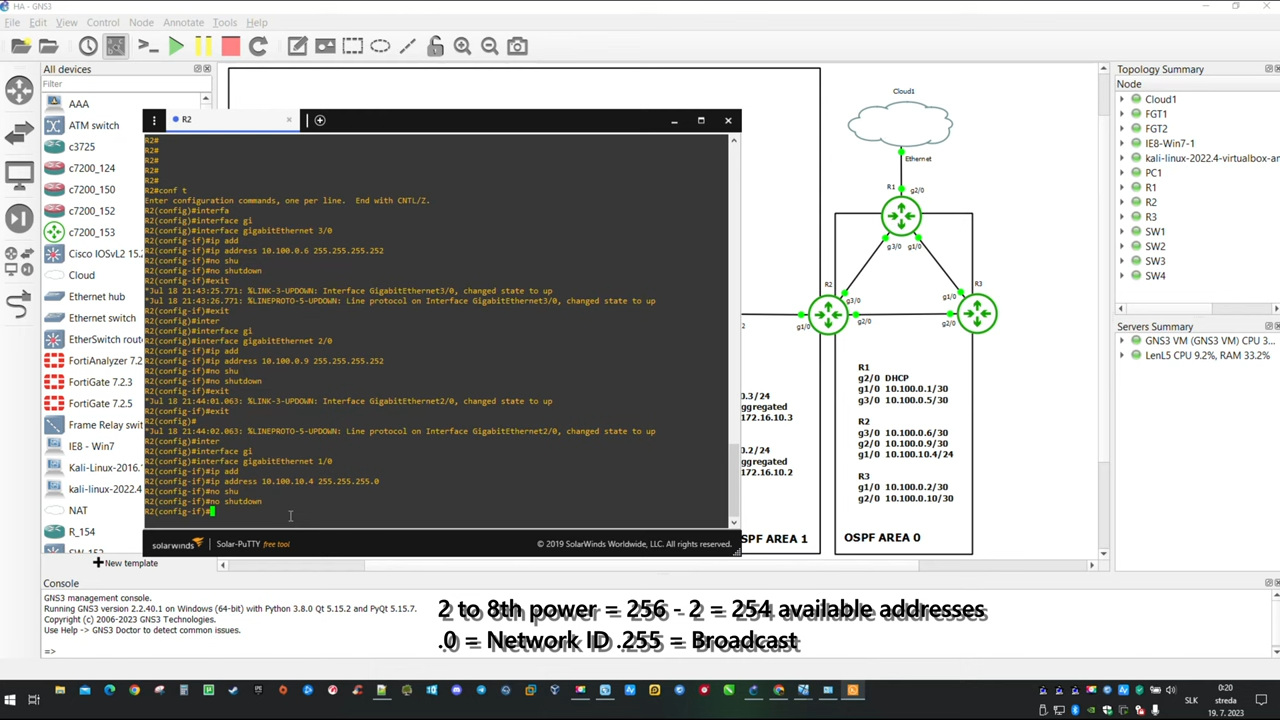 HA - GNS3
File Edit View Control Node Annotate Tools Help
All devices
Filter
AAA
ATM switch
c3725
c7200_124
c7200_150
c7200_152
c7200_153
Cisco IOSvL2 15.
Cloud
Ethernet hub
Ethernet switch
EtherSwitch route
FortiAnalyzer 7.2
FortiGate 7.2.3
FortiGate 7.2.5
Frame Relay swit
IE8 - Win7
Kali-Linux-2016.
kali-linux-2022.4
NAT
R_154
New template
R2
R2#
R2#
R2#
R2#
R2#
R2#conf t
Enter configuration commands, one per line.  End with CNTL/Z.
R2(config)#interfa
R2(config)#interface gi
R2(config)#interface gigabitEthernet 3/0
R2(config-if)#ip add
R2(config-if)#ip address 10.100.0.6 255.255.255.252
R2(config-if)#no shu
R2(config-if)#no shutdown
R2(config-if)#exit
*Jul 18 21:43:25.771: %LINK-3-UPDOWN: Interface GigabitEthernet3/0, changed state to up
*Jul 18 21:43:26.771: %LINEPROTO-5-UPDOWN: Line protocol on Interface GigabitEthernet3/0, changed state to up
R2(config-if)#exit
R2(config)#inter
R2(config)#interface gi
R2(config)#interface gigabitEthernet 2/0
R2(config-if)#ip add
R2(config-if)#ip address 10.100.0.9 255.255.255.252
R2(config-if)#no shu
R2(config-if)#no shutdown
R2(config-if)#exit
*Jul 18 21:44:01.063: %LINK-3-UPDOWN: Interface GigabitEthernet2/0, changed state to up
R2(config-if)#exit
R2(config)#
*Jul 18 21:44:02.063: %LINEPROTO-5-UPDOWN: Line protocol on Interface GigabitEthernet2/0, changed state to up
R2(config)#inter
R2(config)#interface gi
R2(config)#interface gigabitEthernet 1/0
R2(config-if)#ip add
R2(config-if)#ip address 10.100.10.4 255.255.255.0
R2(config-if)#no shu
R2(config-if)#no shutdown
R2(config-if)#
solarwinds Solar-PuTTY free tool © 2019 SolarWinds Worldwide, LLC. All rights reserved.
Cloud1
Ethernet
R1 g2/0
g3/0 g1/0
R2 R3
g3/0 g1/0
2 g1/0 g2/0 g2/0
0.3/24
aggregated
172.16.10.3
0.2/24
aggregated
172.16.10.2
SPF AREA 1
R1
g2/0 DHCP
g1/0 10.100.0.1/30
g3/0 10.100.0.5/30
R2
g3/0 10.100.0.6/30
g2/0 10.100.0.9/30
g1/0 10.100.10.4/24
R3
g1/0 10.100.0.2/30
g2/0 10.100.0.10/30
OSPF AREA 0
Topology Summary
Node
Cloud1
FGT1
FGT2
IE8-Win7-1
kali-linux-2022.4-virtualbox-an
PC1
R1
R2
R3
SW1
SW2
SW3
SW4
Servers Summary
GNS3 VM (GNS3 VM) CPU 3...
LenL5 CPU 9.2%, RAM 33.2%
Console
GNS3 management console.
Running GNS3 version 2.2.40.1 on Windows (64-bit) with Python 3.8.0 Qt 5.15.2 and PyQt 5.15.7.
Copyright (c) 2006-2023 GNS3 Technologies.
Use Help -> GNS3 Doctor to detect common issues.
=>
2 to 8th power = 256 - 2 = 254 available addresses
.0 = Network ID .255 = Broadcast
SLK
0:20
streda
19. 7. 2023